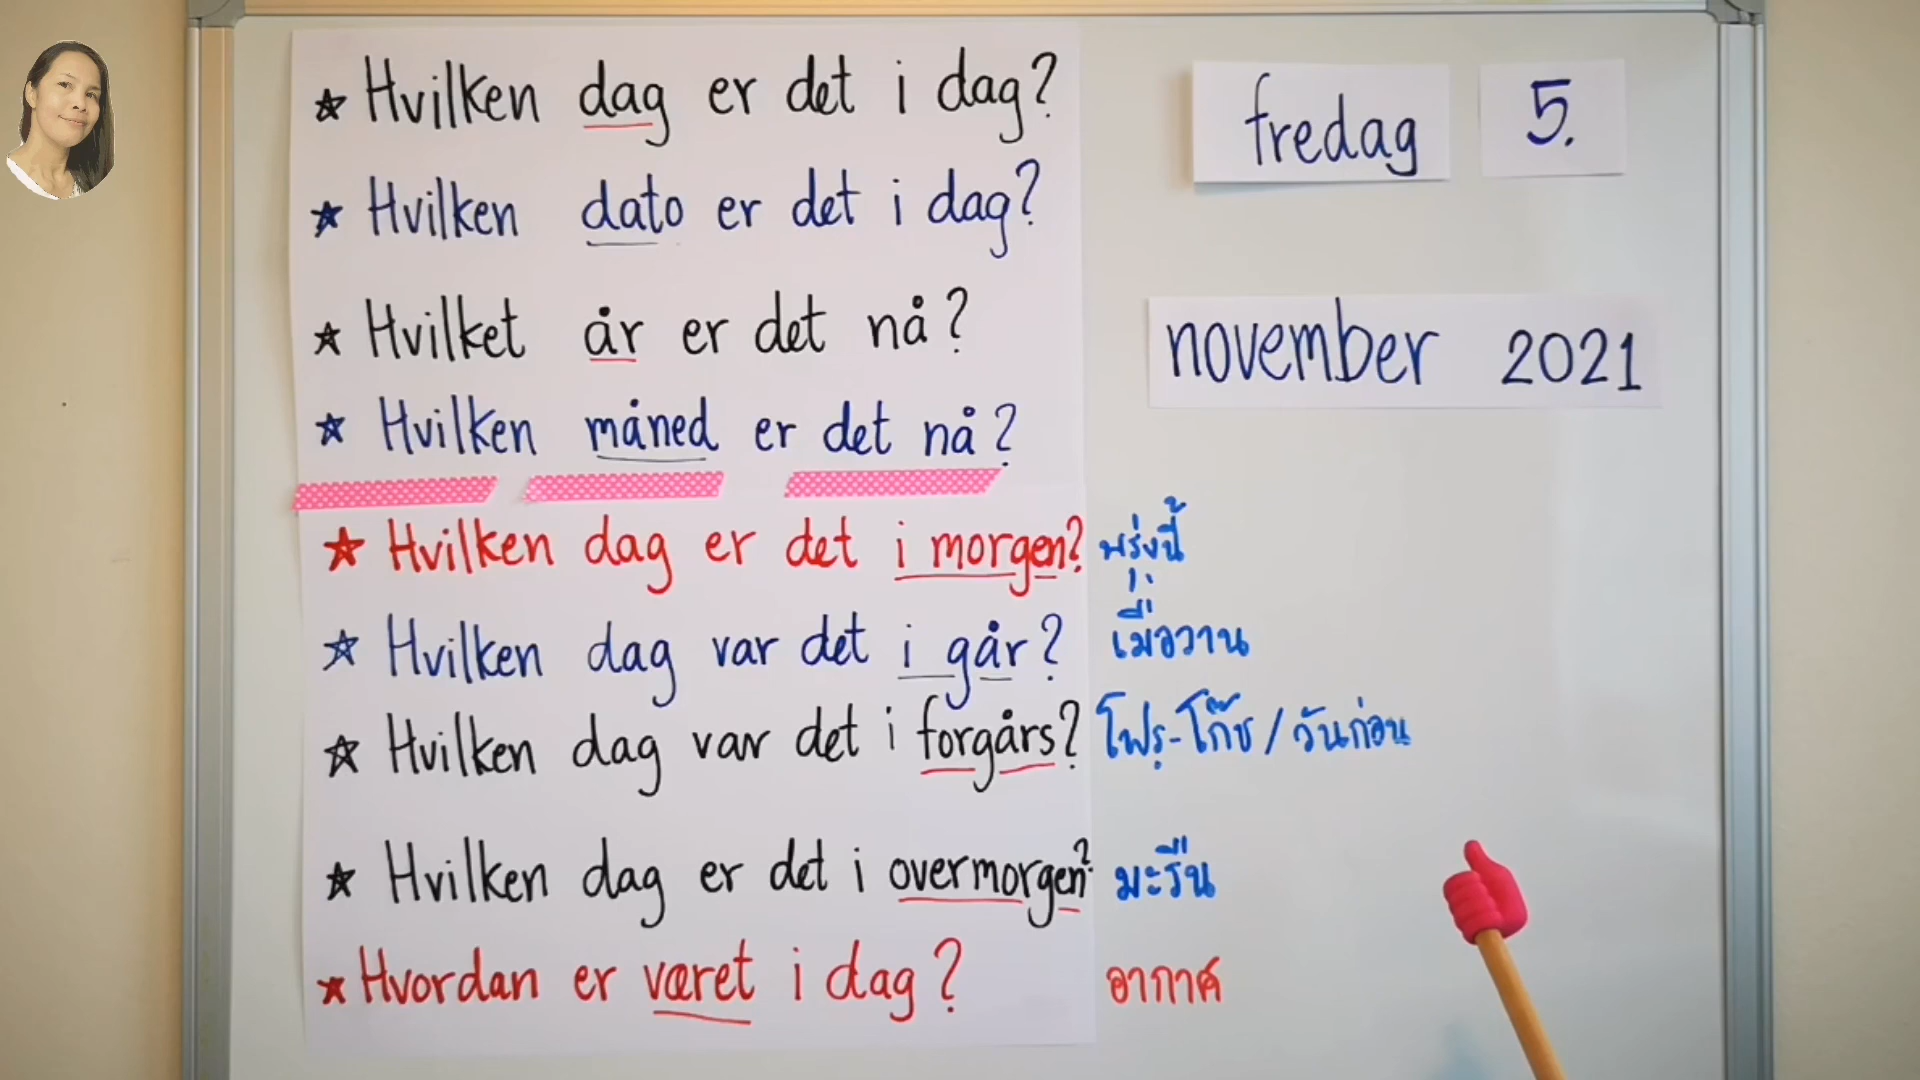 Hvilken dag er det i dag?
Hvilken dato er det i dag?
Hvilket år er det nå?
Hvilken måned er det nå?
Hvilken dag er det i morgen? พรุ่งนี้
Hvilken dag var det i går? เมื่อวาน
Hvilken dag var det i forgårs? โฟรฺ-โก๊ช / วันก่อน
Hvilken dag er det i overmorgen? มะรืน
Hvordan er været i dag? อากาศ
fredag 5.
november 2021